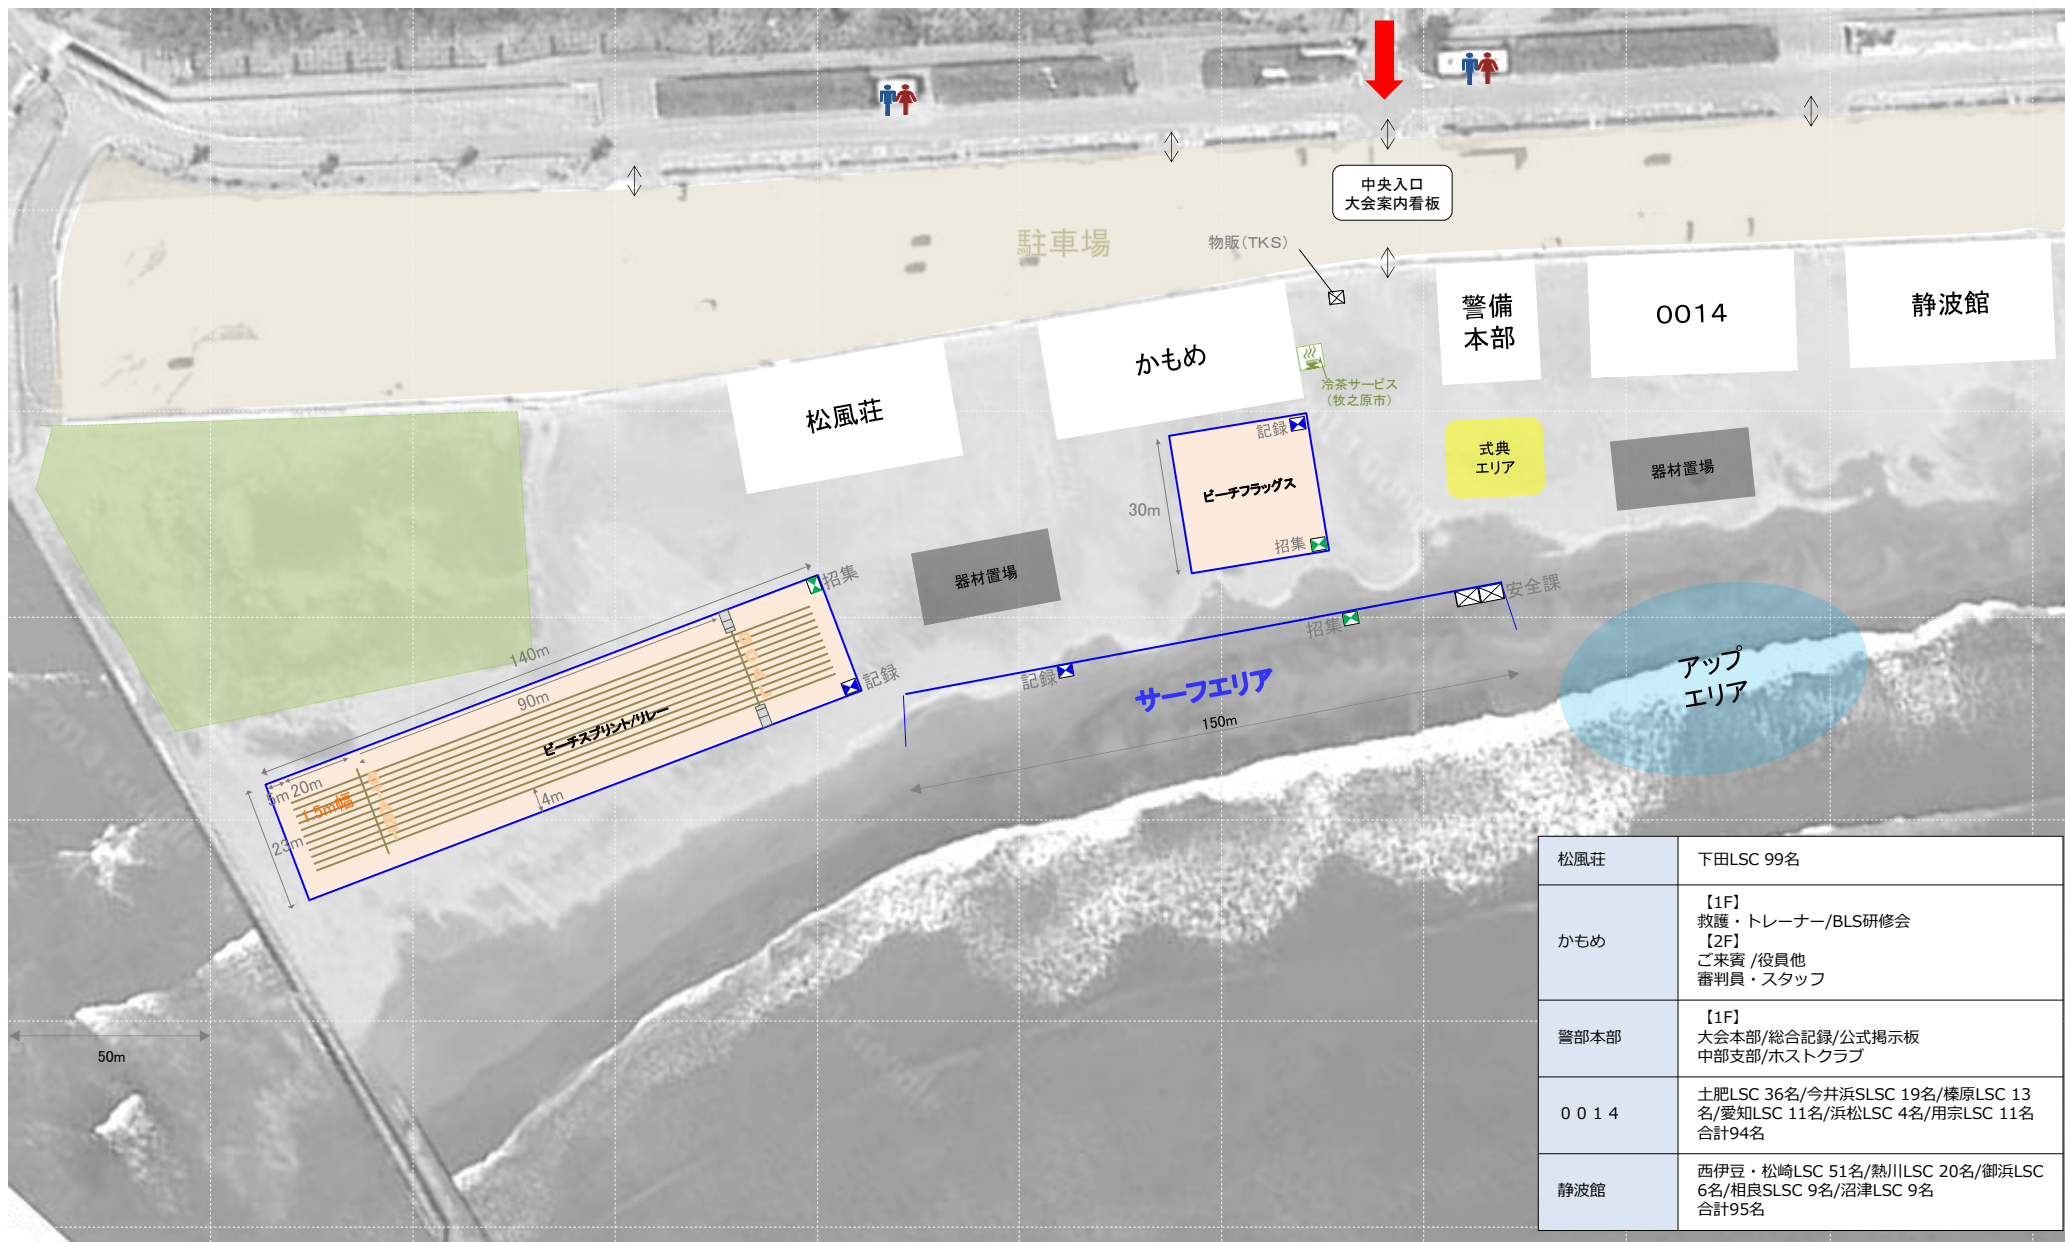 中央入口
大会案内看板
駐車場
物販(TKS)
警備
本部
0014
静波館
かもめ
松風荘
冷茶サービス
(牧之原市)
記録
ビーチフラッグス
30m
招集
式典
エリア
器材置場
器材置場
招集
140m
90m
記録
ビーチスプリント/リレー
5m
20m
1.5m幅
4m
23m
安全課
招集
記録
サーフエリア
150m
アップ
エリア
50m
松風荘
下田LSC 99名
かもめ
【1F】
救護・トレーナー/BLS研修会
【2F】
ご来賓 /役員他
審判員・スタッフ
警部本部
【1F】
大会本部/総合記録/公式掲示板
中部支部/ホストクラブ
0014
土肥LSC 36名/今井浜SLSC 19名/榛原LSC 13
名/愛知LSC 11名/浜松LSC 4名/用宗LSC 11名
合計94名
静波館
西伊豆・松崎LSC 51名/熱川LSC 20名/御浜LSC
6名/相良SLSC 9名/沼津LSC 9名
合計95名